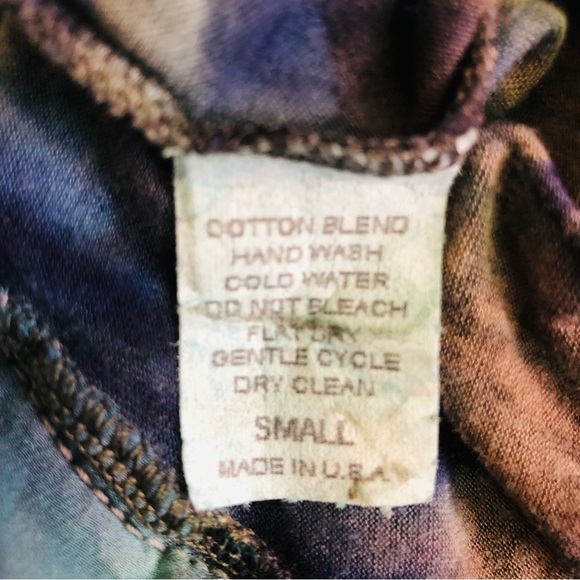 COTTON BLEND
HAND WASH
COLD WATER
DO NOT BLEACH
FLAT DRY
GENTLE CYCLE
DRY CLEAN
SMALL
MADE IN U.S.A.